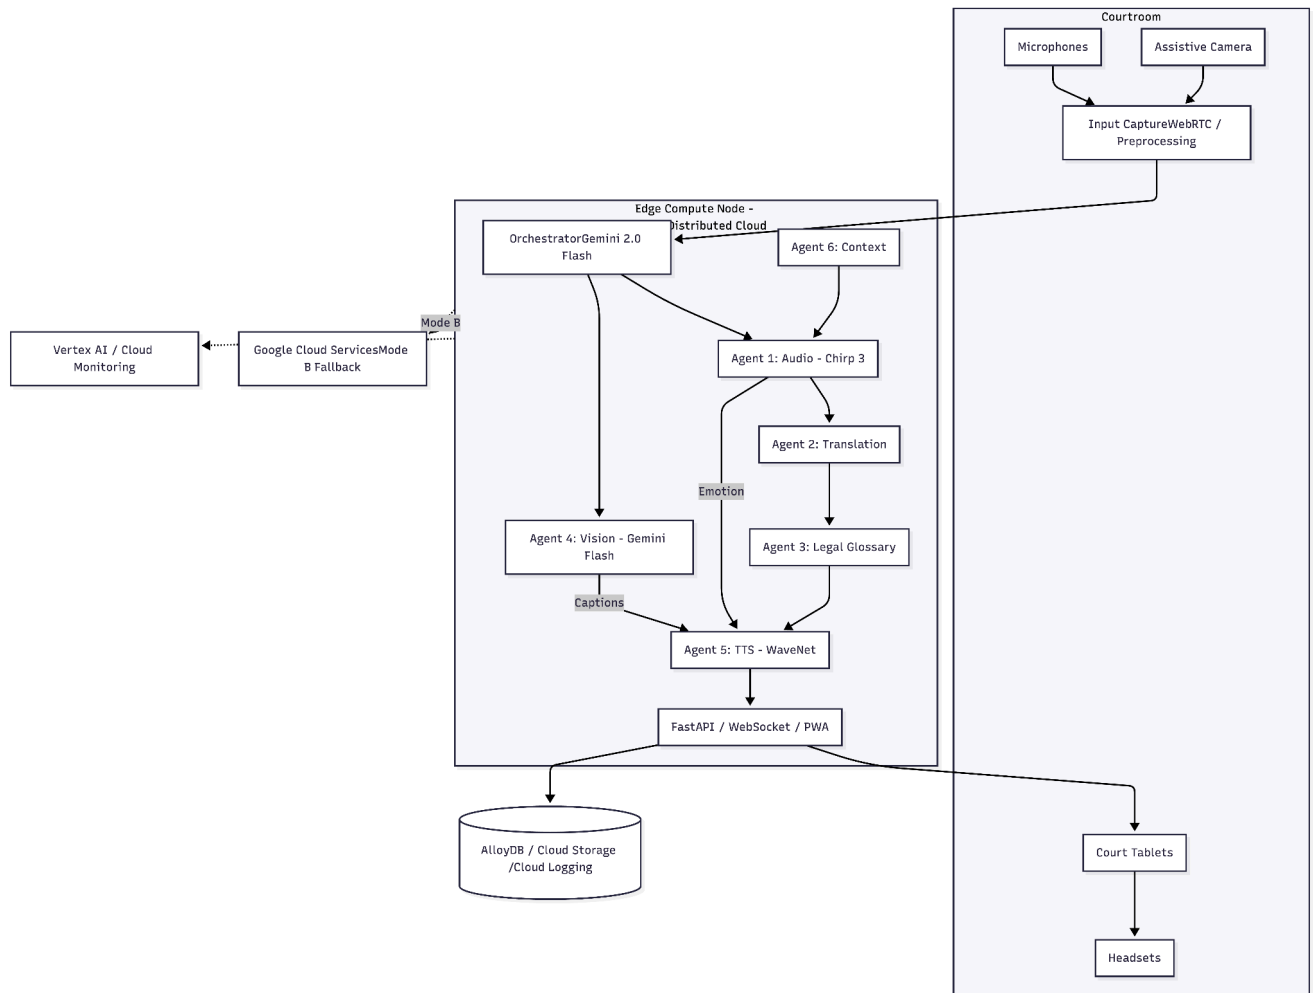 Courtroom
Microphones
Assistive Camera
Input CaptureWebRTC /
Preprocessing
Edge Compute Node -
Distributed Cloud
OrchestratorGemini 2.0
Flash
Agent 6: Context
Mode B
Vertex AI / Cloud
Monitoring
Google Cloud ServicesMode
B Fallback
Agent 1: Audio - Chirp 3
Agent 2: Translation
Emotion
Agent 4: Vision - Gemini
Flash
Agent 3: Legal Glossary
Captions
Agent 5: TTS - WaveNet
FastAPI / WebSocket / PWA
AlloyDB / Cloud Storage
/Cloud Logging
Court Tablets
Headsets